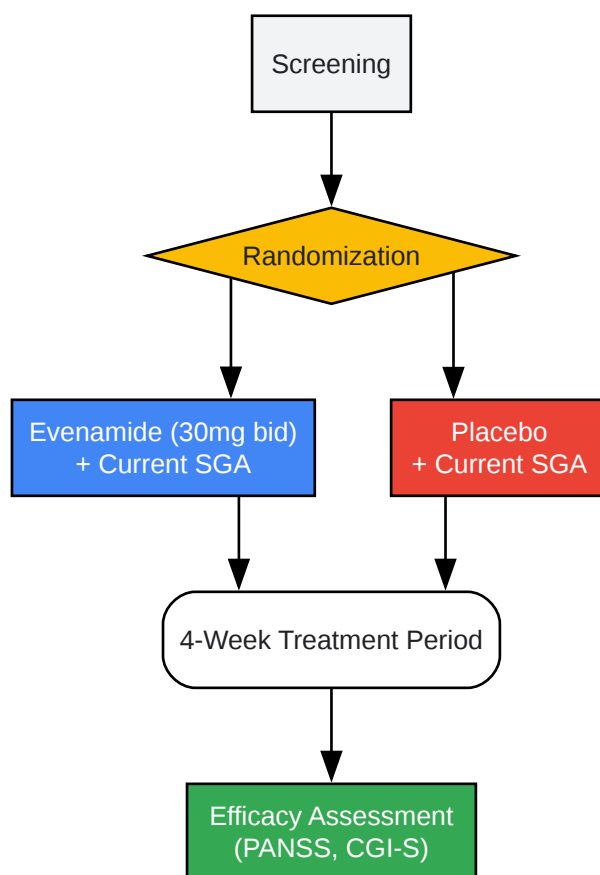 Screening
Randomization
Evenamide (30mg bid)
+ Current SGA
Placebo
+ Current SGA
4-Week Treatment Period
Efficacy Assessment
(PANSS, CGI-S)